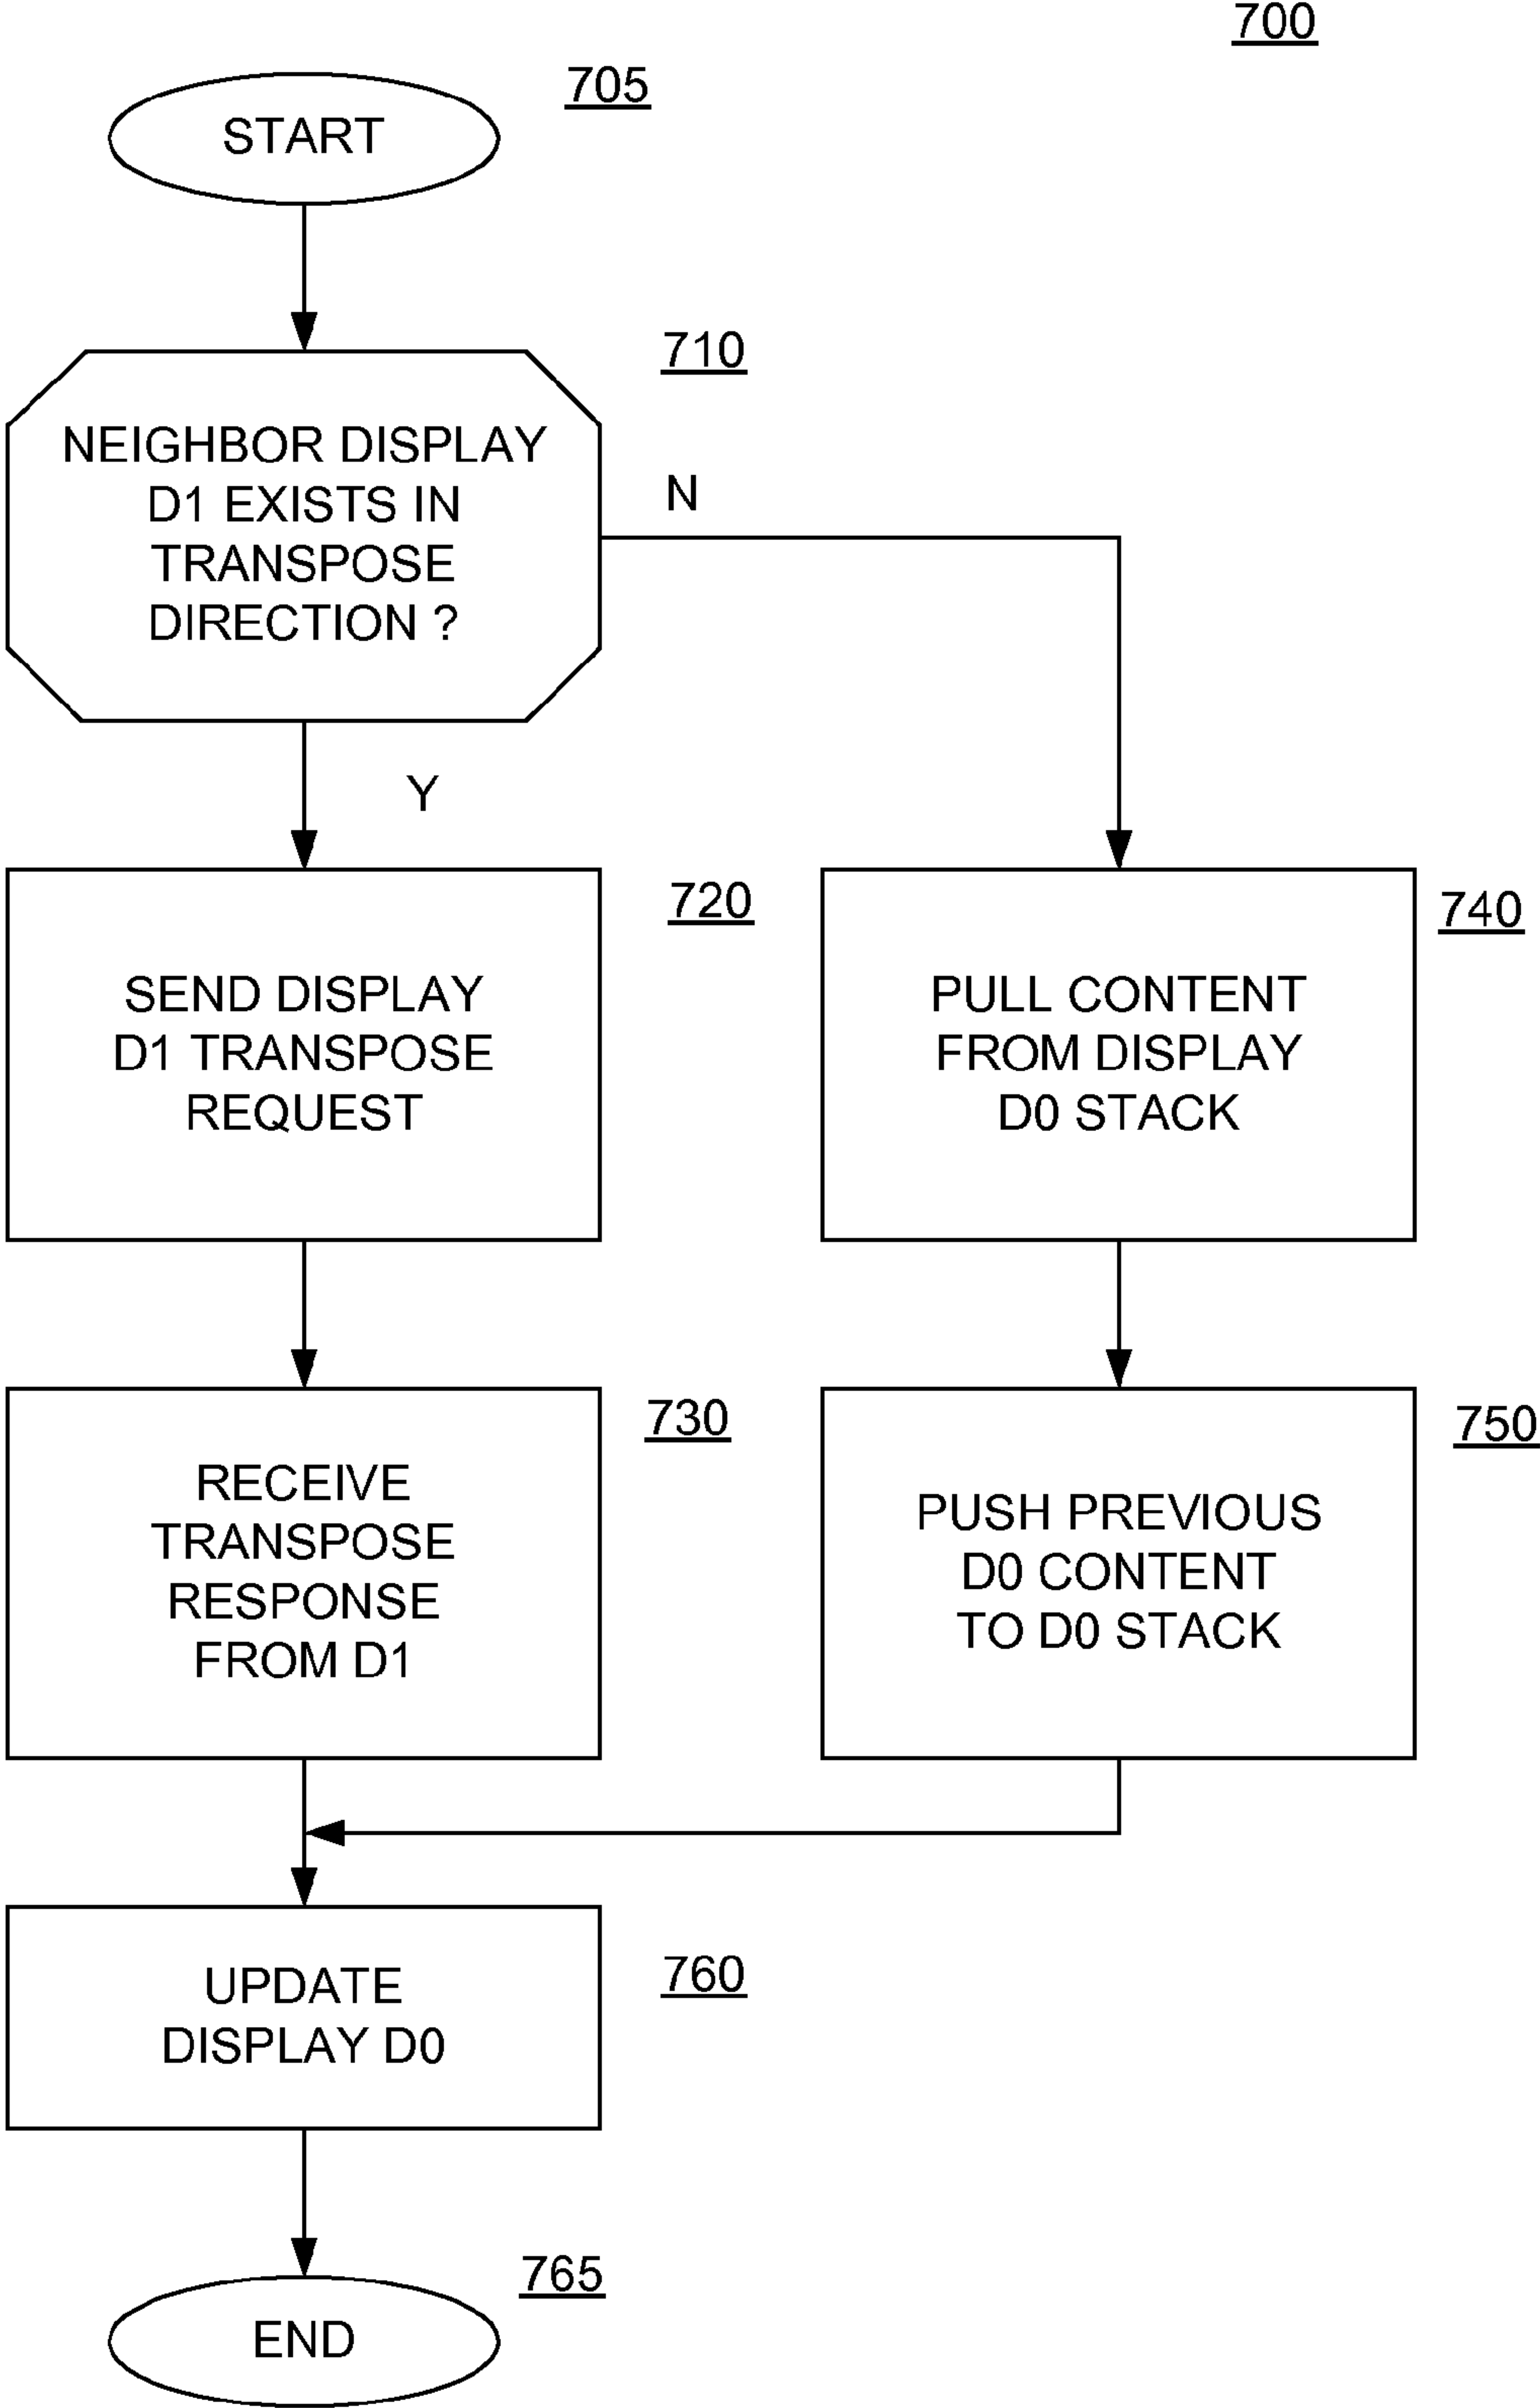 700
705
START
710
NEIGHBOR DISPLAY
D1 EXISTS IN
TRANSPOSE
DIRECTION ?
N
Y
720
SEND DISPLAY
D1 TRANSPOSE
REQUEST
740
PULL CONTENT
FROM DISPLAY
D0 STACK
730
RECEIVE
TRANSPOSE
RESPONSE
FROM D1
750
PUSH PREVIOUS
D0 CONTENT
TO D0 STACK
760
UPDATE
DISPLAY D0
765
END